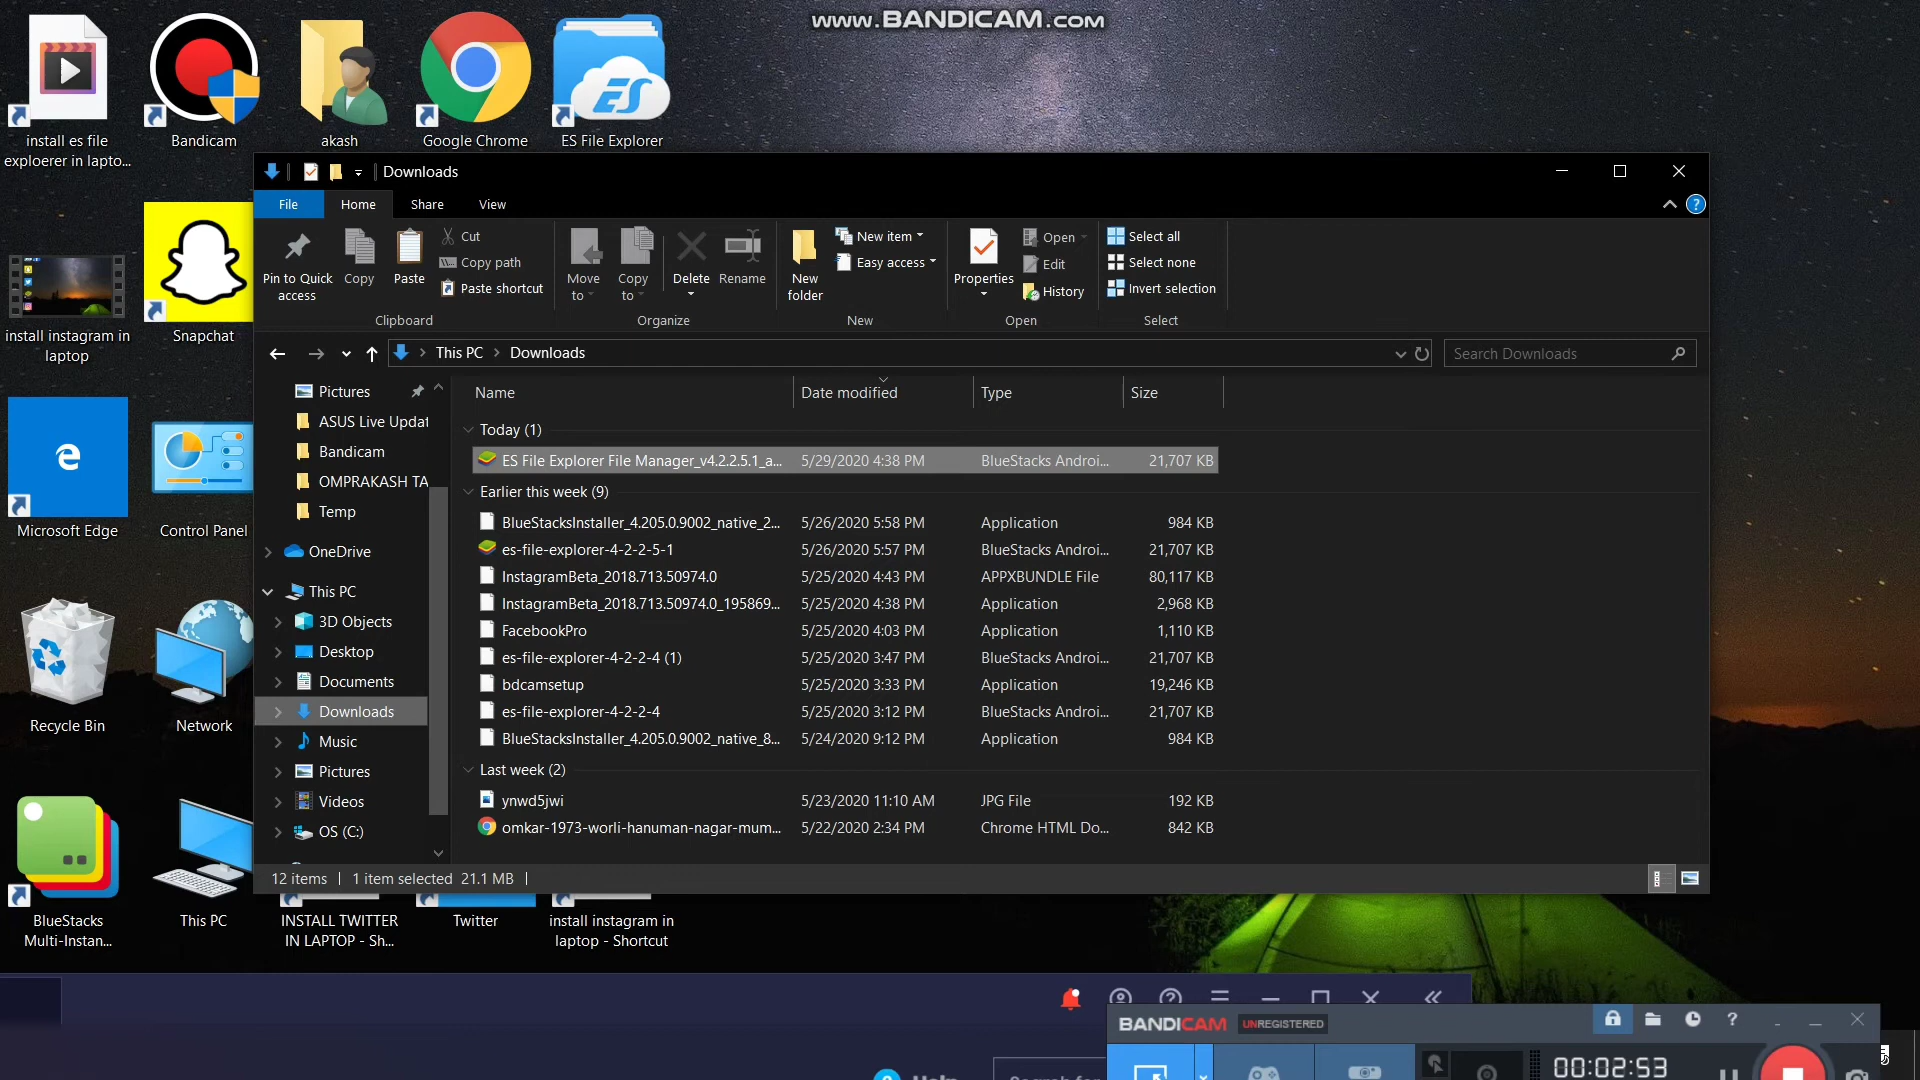 www.BANDICAM.com
install es file
exploerer in lapto...
Bandicam
akash
Google Chrome
ES
ES File Explorer
Downloads
File
Home
Share
View
Pin to Quick
access
Copy
Paste
Cut
Copy path
Paste shortcut
Clipboard
Move
to
Copy
to
Delete
Rename
Organize
New
folder
New item
Easy access
New
Properties
Open
Edit
History
Open
Select all
Select none
Invert selection
Select
Snapchat
install instagram in
laptop
This PC
Downloads
Search Downloads
Name
Date modified
Type
Size
Pictures
ASUS Live Updat
Bandicam
OMPRAKASH TA
Temp
OneDrive
This PC
3D Objects
Desktop
Documents
Downloads
Music
Pictures
Videos
OS (C:)
Today (1)
ES File Explorer File Manager_v4.2.2.5.1_a... 5/29/2020 4:38 PM BlueStacks Androi... 21,707 KB
Earlier this week (9)
BlueStacksInstaller_4.205.0.9002_native_2... 5/26/2020 5:58 PM Application 984 KB
es-file-explorer-4-2-2-5-1 5/26/2020 5:57 PM BlueStacks Androi... 21,707 KB
InstagramBeta_2018.713.50974.0 5/25/2020 4:43 PM APPXBUNDLE File 80,117 KB
InstagramBeta_2018.713.50974.0_195869... 5/25/2020 4:38 PM Application 2,968 KB
FacebookPro 5/25/2020 4:03 PM Application 1,110 KB
es-file-explorer-4-2-2-4 (1) 5/25/2020 3:47 PM BlueStacks Androi... 21,707 KB
bdcamsetup 5/25/2020 3:33 PM Application 19,246 KB
es-file-explorer-4-2-2-4 5/25/2020 3:12 PM BlueStacks Androi... 21,707 KB
BlueStacksInstaller_4.205.0.9002_native_8... 5/24/2020 9:12 PM Application 984 KB
Last week (2)
ynwd5jwi 5/23/2020 11:10 AM JPG File 192 KB
omkar-1973-worli-hanuman-nagar-mum... 5/22/2020 2:34 PM Chrome HTML Do... 842 KB
12 items
1 item selected 21.1 MB
Microsoft Edge
Control Panel
Recycle Bin
Network
BlueStacks
Multi-Instan...
This PC
INSTALL TWITTER
IN LAPTOP - Sh...
Twitter
install instagram in
laptop - Shortcut
BANDICAM
UNREGISTERED
00:02:53
Help
Search for